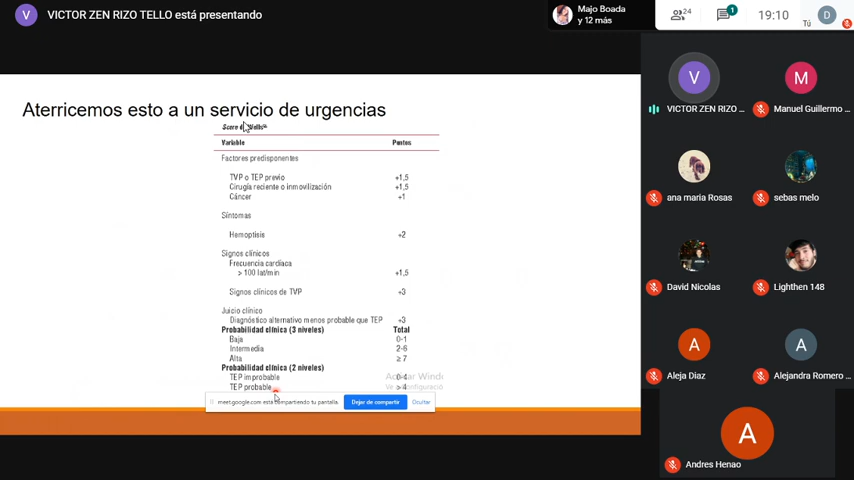 V VICTOR ZEN RIZO TELLO está presentando
Majo Boada
y 12 más
24
1
19:10
Tú
D
Aterricemos esto a un servicio de urgencias
Score de Wells
Variable Puntos
Factores predisponentes
TVP o TEP previo +1,5
Cirugía reciente o inmovilización +1,5
Cáncer +1
Síntomas
Hemoptisis +2
Signos clínicos
Frecuencia cardíaca
> 100 lat/min +1,5
Signos clínicos de TVP +3
Juicio clínico
Diagnóstico alternativo menos probable que TEP +3
Probabilidad clínica (3 niveles) Total
Baja 0-1
Intermedia 2-6
Alta ≥ 7
Probabilidad clínica (2 niveles)
TEP improbable 0-4
TEP probable > 4
meet.google.com está compartiendo tu pantalla. Dejar de compartir Ocultar
V
VICTOR ZEN RIZO ...
M
Manuel Guillermo ...
ana maria Rosas
sebas melo
David Nicolas
Lighthen 148
A
Aleja Diaz
A
Alejandra Romero ...
A
Andres Henao